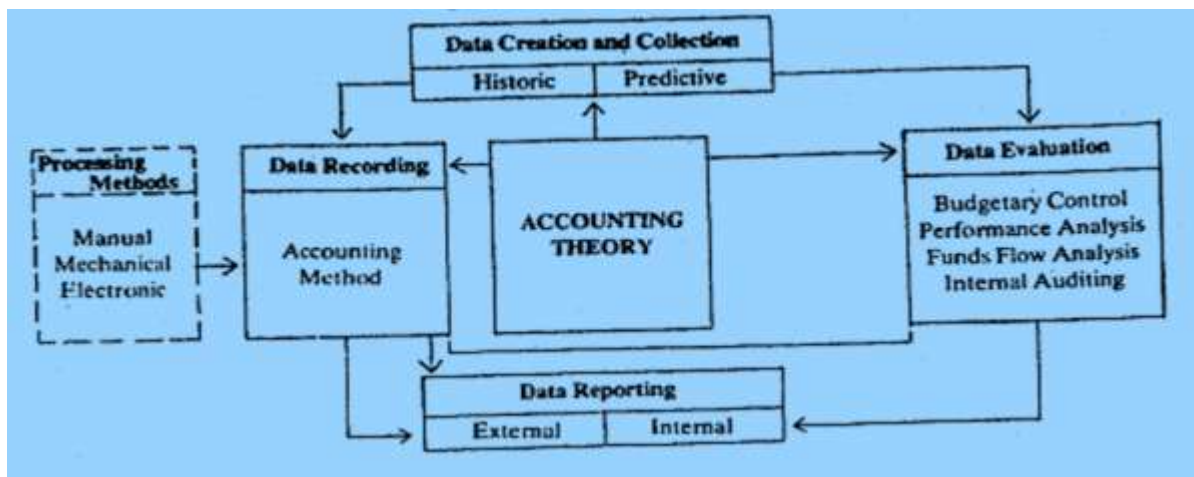 Data Creation and Collection
Historic Predictive
Processing
Methods
Manual
Mechanical
Electronic
Data Recording
Accounting
Method
ACCOUNTING
THEORY
Data Evaluation
Budgetary Control
Performance Analysis
Funds Flow Analysis
Internal Auditing
Data Reporting
External Internal